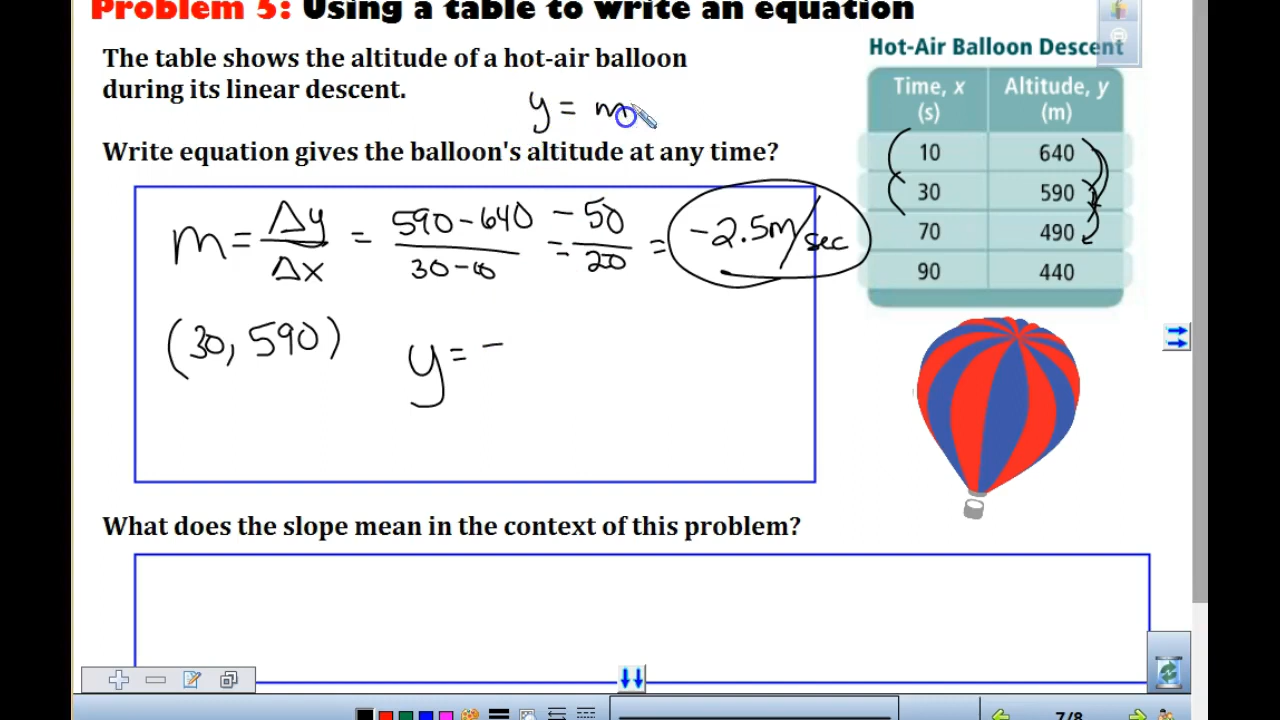 Problem 5: Using a table to write an equation
The table shows the altitude of a hot-air balloon
during its linear descent.
y = m
Write equation gives the balloon's altitude at any time?
m = Δy/Δx = 590-640/30-10 = -50/20 = -2.5m/sec
(30, 590)
y = -
What does the slope mean in the context of this problem?
Hot-Air Balloon Descent
Time, x Altitude, y
(s) (m)
10 640
30 590
70 490
90 440
7/8